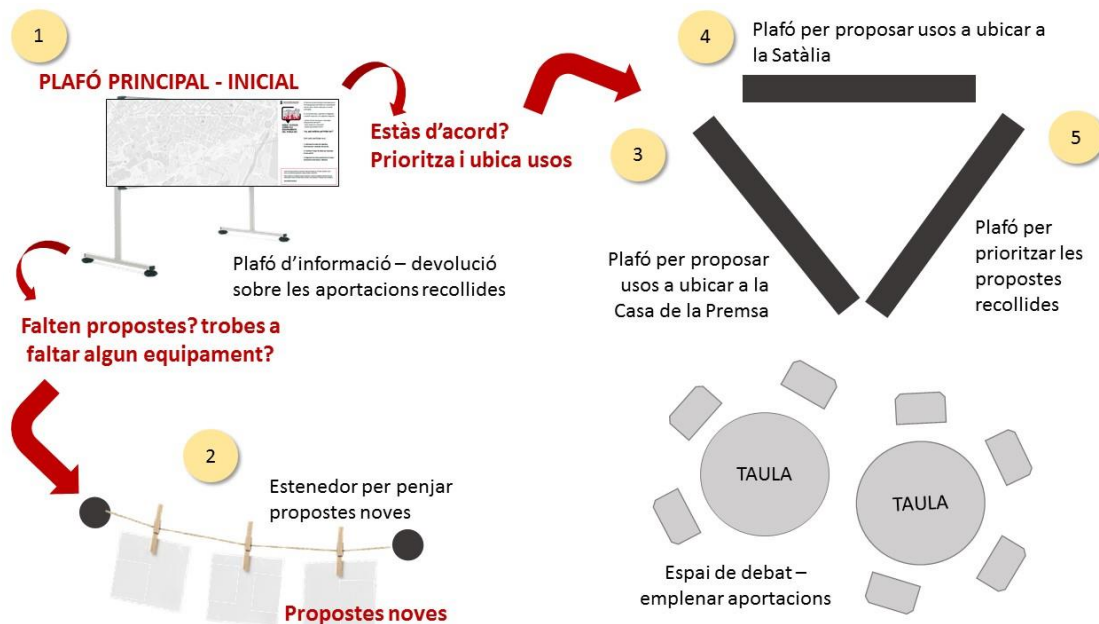 1
PLAFÓ PRINCIPAL - INICIAL
Estàs d’acord?
Prioritza i ubica usos
Plafó d’informació – devolució
sobre les aportacions recollides
Falten propostes? trobes a
faltar algun equipament?
2
Estenedor per penjar
propostes noves
Propostes noves
4
Plafó per proposar usos a ubicar a
la Satàlia
3
Plafó per proposar
usos a ubicar a la
Casa de la Premsa
5
Plafó per
prioritzar les
propostes
recollides
TAULA
TAULA
Espai de debat –
emplenar aportacions